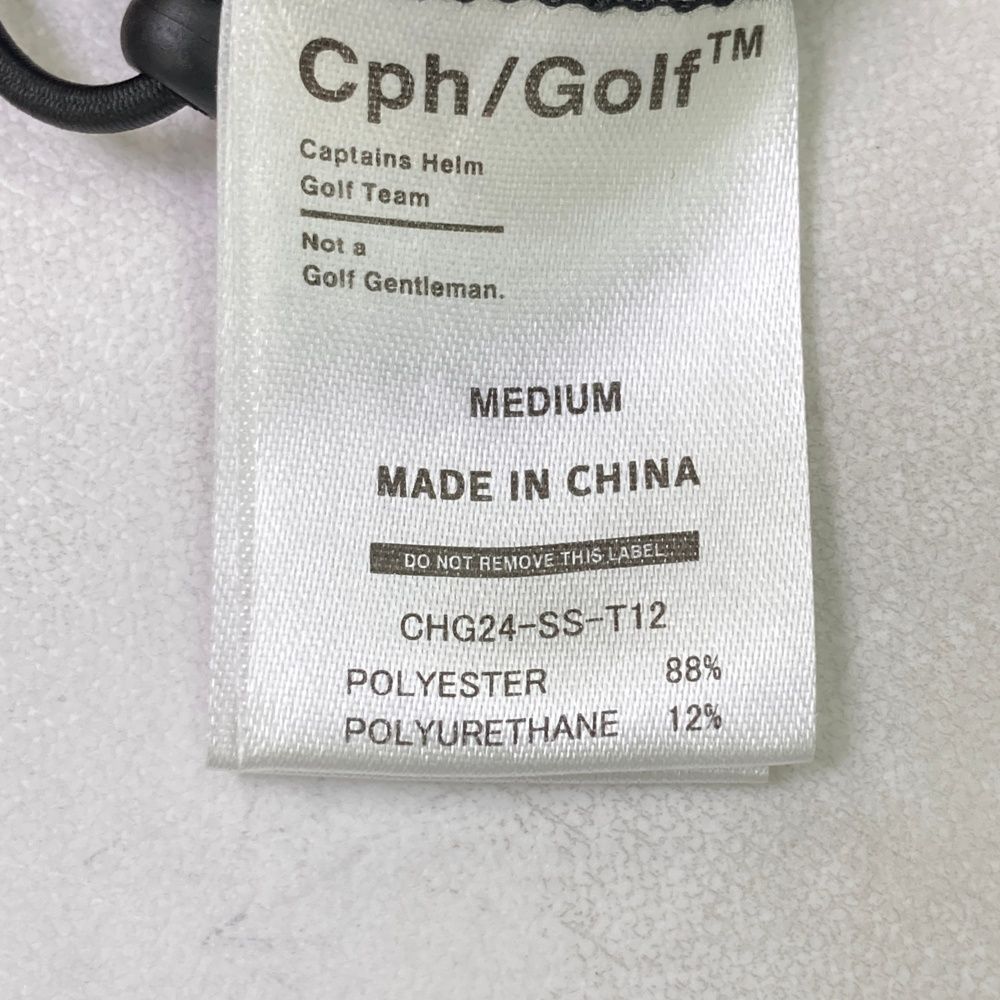 Cph/Golf™
Captains Helm
Golf Team
Not a
Golf Gentleman.
MEDIUM
MADE IN CHINA
DO NOT REMOVE THIS LABEL
CHG24-SS-T12
POLYESTER 88%
POLYURETHANE 12%